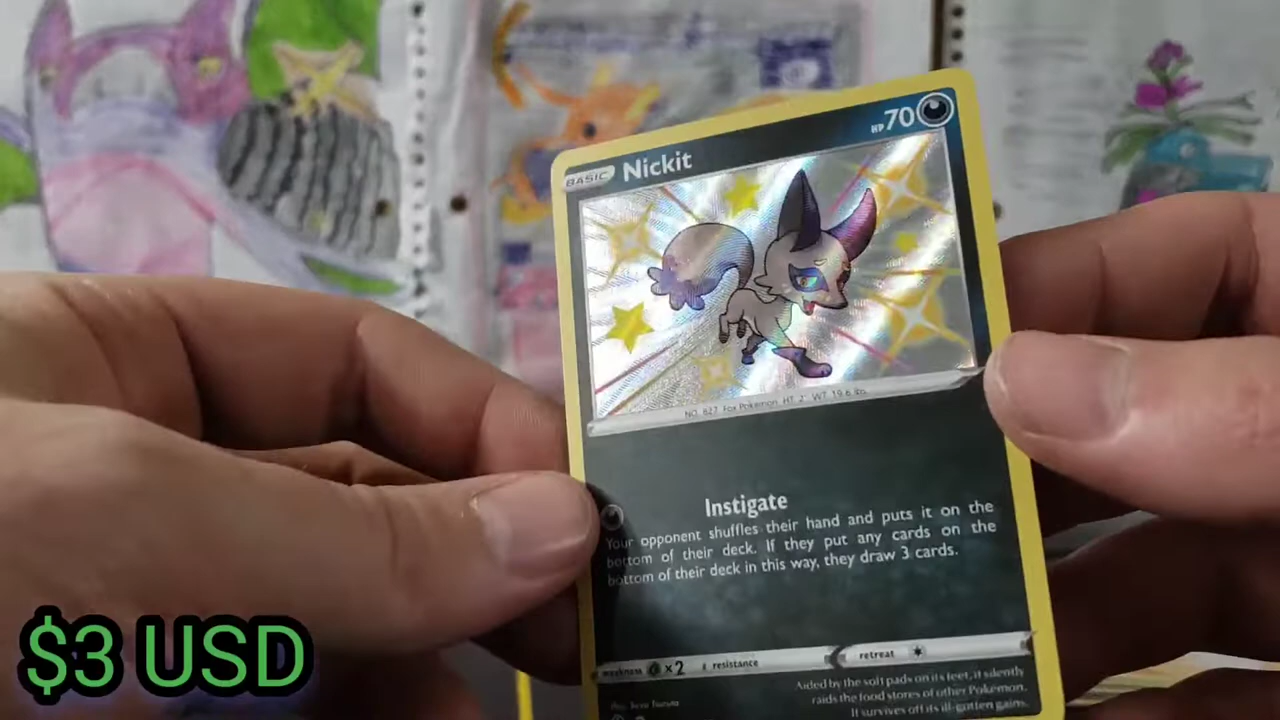 BASIC Nickit HP 70
NO. 827 Fox Pokémon HT 2' WT 19.6 lbs.
Instigate
Your opponent shuffles their hand and puts it on the
bottom of their deck. If they put any cards on the
bottom of their deck in this way, they draw 3 cards.
weakness ×2 resistance retreat
Aided by the soft pads on its feet, it silently
raids the food stores of other Pokémon.
It survives off its ill-gotten gains.
$3 USD